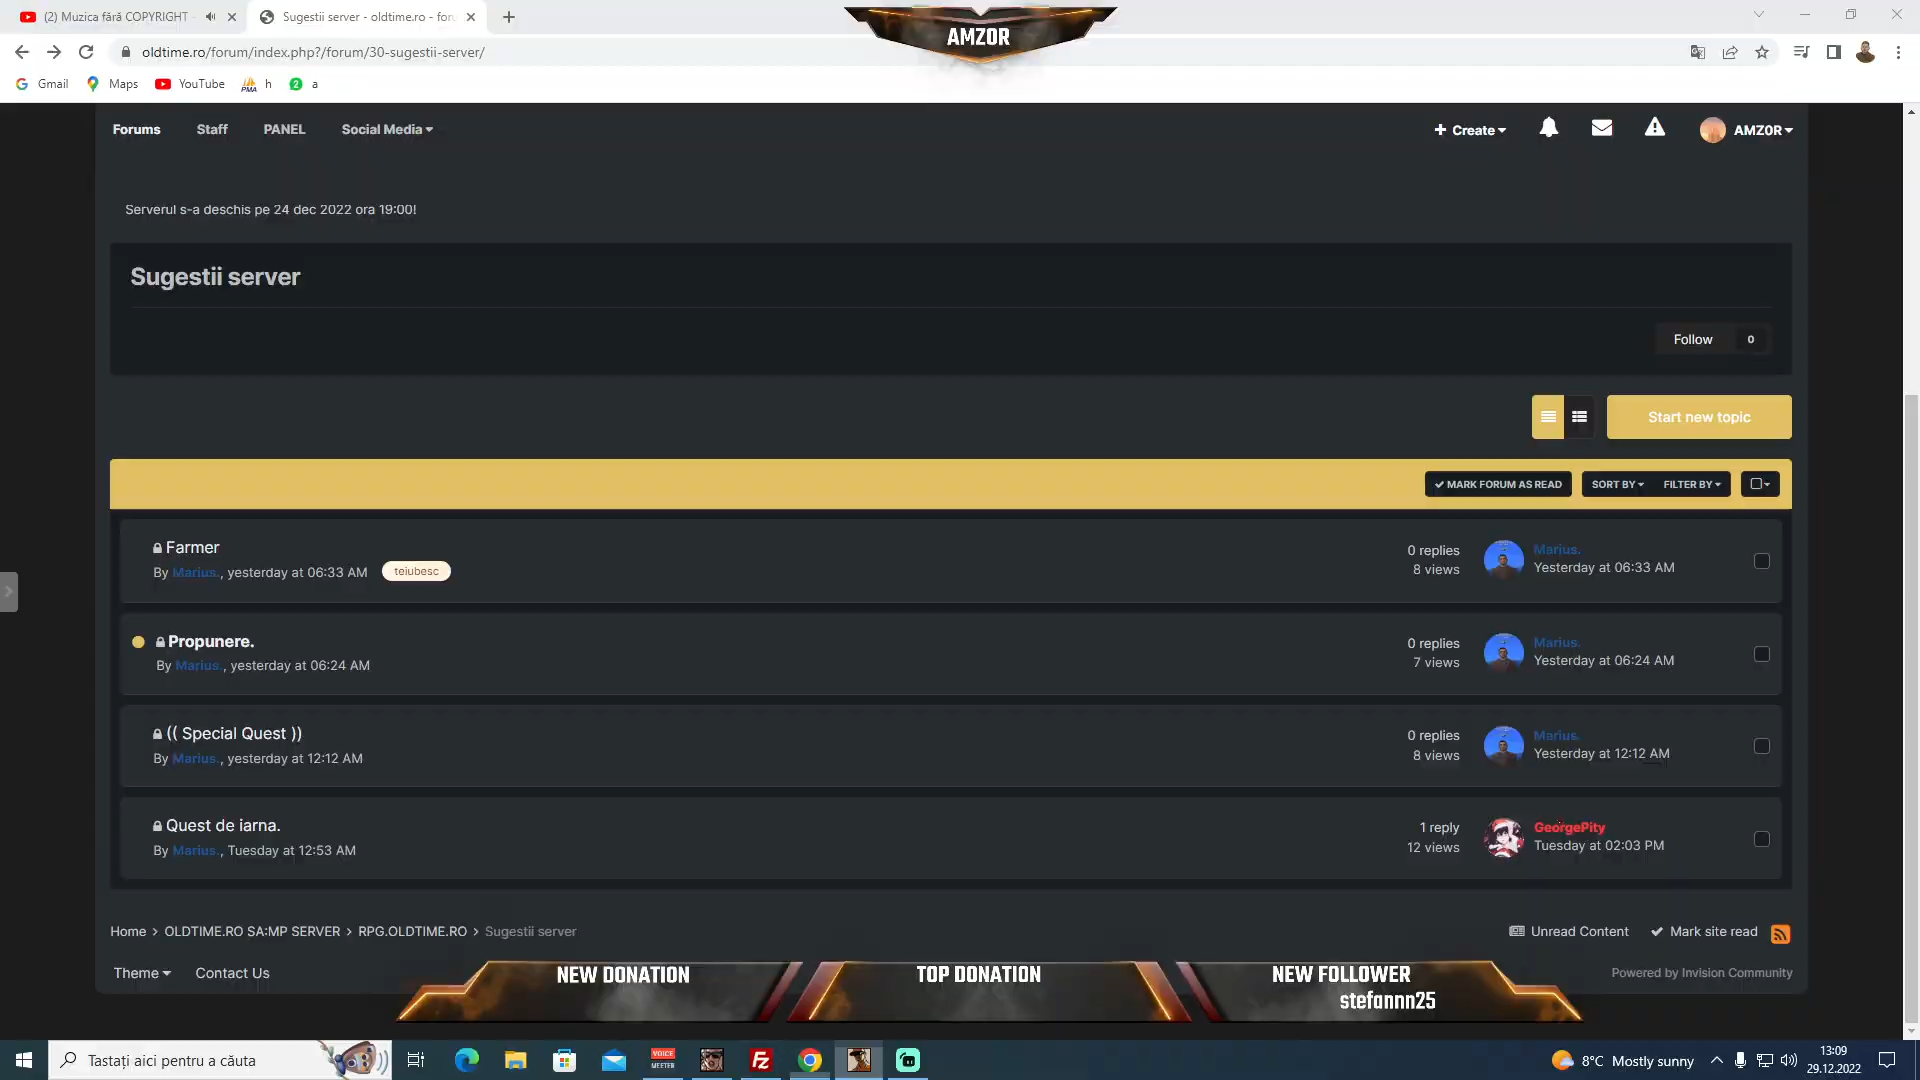 (2) Muzica fără COPYRIGHT
Sugestii server - oldtime.ro - for
AMZ0R
oldtime.ro/forum/index.php?/forum/30-sugestii-server/
Gmail
Maps
YouTube
PMA
h
2
a
Forums
Staff
PANEL
Social Media
+ Create
AMZ0R
Serverul s-a deschis pe 24 dec 2022 ora 19:00!
Sugestii server
Follow
0
Start new topic
MARK FORUM AS READ
SORT BY
FILTER BY
Farmer
By Marius., yesterday at 06:33 AM
teiubesc
0 replies
8 views
Marius.
Yesterday at 06:33 AM
Propunere.
By Marius., yesterday at 06:24 AM
0 replies
7 views
Marius.
Yesterday at 06:24 AM
(( Special Quest ))
By Marius., yesterday at 12:12 AM
0 replies
8 views
Marius.
Yesterday at 12:12 AM
Quest de iarna.
By Marius., Tuesday at 12:53 AM
1 reply
12 views
GeorgePity
Tuesday at 02:03 PM
Home > OLDTIME.RO SA:MP SERVER > RPG.OLDTIME.RO > Sugestii server
Unread Content
Mark site read
Theme
Contact Us
Powered by Invision Community
NEW DONATION
TOP DONATION
NEW FOLLOWER
stefannn25
Tastați aici pentru a căuta
VOICE
MEETER
FZ
8°C Mostly sunny
13:09
29.12.2022